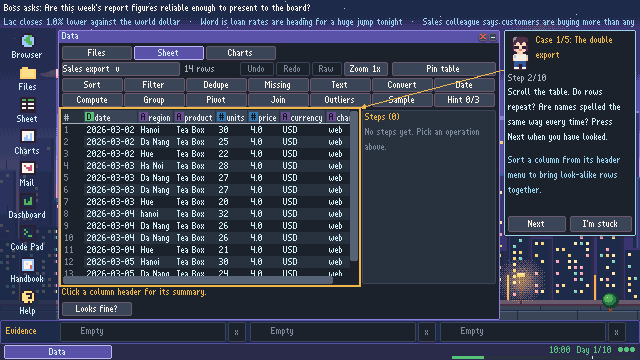 Boss asks: Are this week's report figures reliable enough to present to the board?
Lac closes 1.0% lower against the world dollar · Word is loan rates are heading for a huge jump tonight · Sales colleague says customers are buying more than any
Data
Files Sheet Charts
Sales export v 14 rows Undo Redo Raw Zoom 1x Pin table
Sort Filter Dedupe Missing Text Convert Date
Compute Group Pivot Join Outliers Sample Hint 0/3
# D date A region A product # units # price A currency A chan
1 2026-03-02 Hanoi Tea Box 30 4.0 USD web
2 2026-03-02 Da Nang Tea Box 25 4.0 USD web
3 2026-03-02 Hue Tea Box 22 4.0 USD web
4 2026-03-03 Ha Noi Tea Box 28 4.0 USD web
5 2026-03-03 Da Nang Tea Box 27 4.0 USD web
6 2026-03-03 Da Nang Tea Box 27 4.0 USD web
7 2026-03-03 Hue Tea Box 20 4.0 USD web
8 2026-03-04 hanoi Tea Box 32 4.0 USD web
9 2026-03-04 Da Nang Tea Box 26 4.0 USD web
10 2026-03-04 Da Nang Tea Box 26 4.0 USD web
11 2026-03-04 Hue Tea Box 21 4.0 USD web
12 2026-03-05 Hanoi Tea Box 30 4.0 USD web
13 2026-03-05 Da Nang Tea Box 24 4.0 USD web
Steps (0)
No steps yet. Pick an operation
above.
Click a column header for its summary.
Looks fine?
Case 1/5: The double
export
Step 2/10
Scroll the table. Do rows
repeat? Are names spelled the
same way every time? Press
Next when you have looked.
Sort a column from its header
menu to bring look-alike rows
together.
Next I'm stuck
Browser
Files
Sheet
Charts
Mail
Dashboard
Code Pad
Handbook
Help
Evidence Empty x Empty x Empty x
Data
10:00 Day 1/10